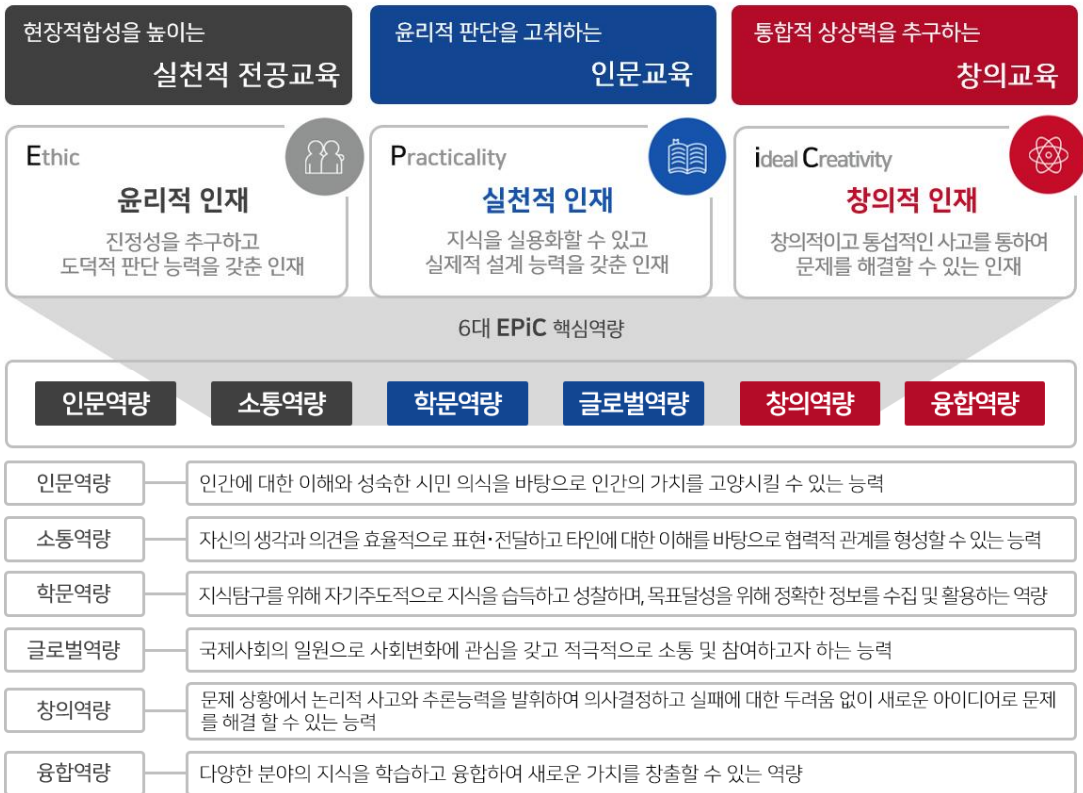 현장적합성을 높이는
실천적 전공교육
윤리적 판단을 고취하는
인문교육
통합적 상상력을 추구하는
창의교육
Ethic
윤리적 인재
진정성을 추구하고
도덕적 판단 능력을 갖춘 인재
Practicality
실천적 인재
지식을 실용화할 수 있고
실제적 설계 능력을 갖춘 인재
ideal Creativity
창의적 인재
창의적이고 통섭적인 사고를 통하여
문제를 해결할 수 있는 인재
6대 EPiC 핵심역량
인문역량 소통역량 학문역량 글로벌역량 창의역량 융합역량
인문역량 인간에 대한 이해와 성숙한 시민 의식을 바탕으로 인간의 가치를 고양시킬 수 있는 능력
소통역량 자신의 생각과 의견을 효율적으로 표현·전달하고 타인에 대한 이해를 바탕으로 협력적 관계를 형성할 수 있는 능력
학문역량 지식탐구를 위해 자기주도적으로 지식을 습득하고 성찰하며, 목표달성을 위해 정확한 정보를 수집 및 활용하는 역량
글로벌역량 국제사회의 일원으로 사회변화에 관심을 갖고 적극적으로 소통 및 참여하고자 하는 능력
창의역량 문제 상황에서 논리적 사고와 추론능력을 발휘하여 의사결정하고 실패에 대한 두려움 없이 새로운 아이디어로 문제
를 해결 할 수 있는 능력
융합역량 다양한 분야의 지식을 학습하고 융합하여 새로운 가치를 창출할 수 있는 역량